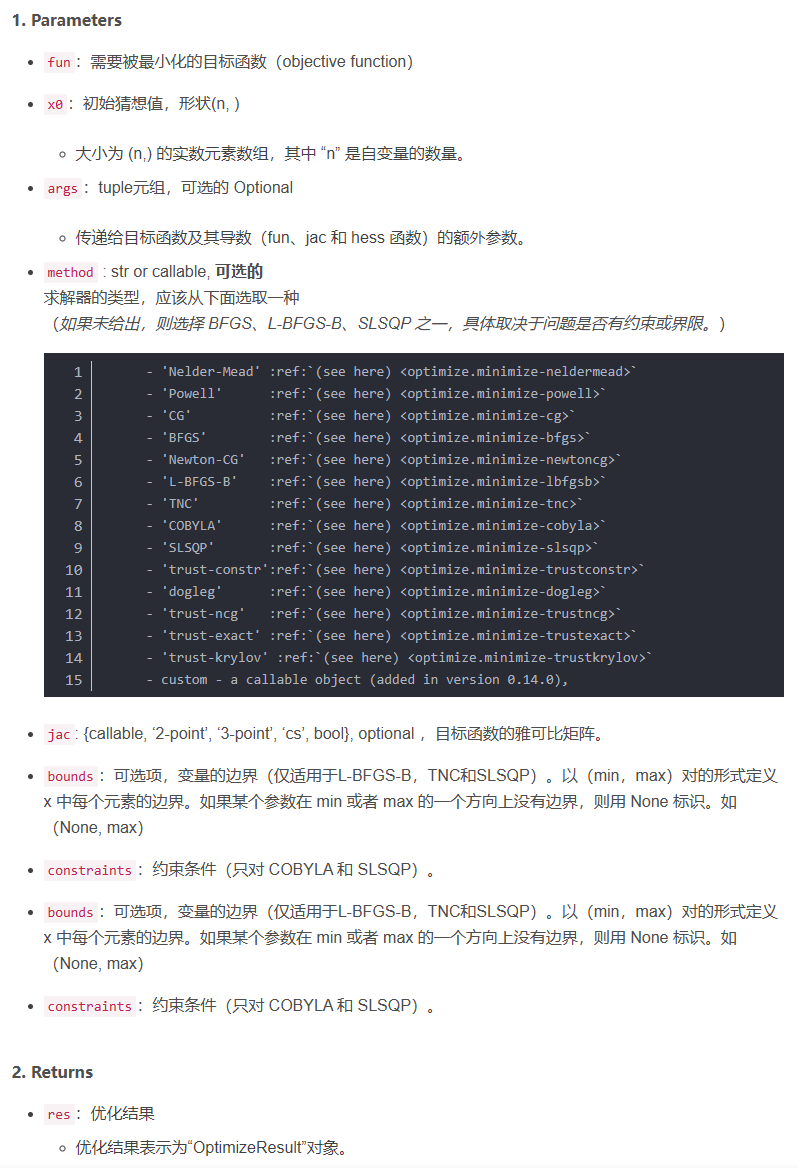 1. Parameters
• fun： 需要被最小化的目标函数（objective function）
• x0： 初始猜想值，形状(n, )
◦ 大小为 (n,) 的实数元素数组，其中 “n” 是自变量的数量。
• args： tuple元组，可选的 Optional
◦ 传递给目标函数及其导数（fun、jac 和 hess 函数）的额外参数。
• method : str or callable, 可选的
求解器的类型，应该从下面选取一种
（如果未给出，则选择 BFGS、L-BFGS-B、SLSQP 之一，具体取决于问题是否有约束或界限。）
1 - 'Nelder-Mead' :ref:`(see here) <optimize.minimize-neldermead>`
2 - 'Powell'      :ref:`(see here) <optimize.minimize-powell>`
3 - 'CG'          :ref:`(see here) <optimize.minimize-cg>`
4 - 'BFGS'        :ref:`(see here) <optimize.minimize-bfgs>`
5 - 'Newton-CG'   :ref:`(see here) <optimize.minimize-newtoncg>`
6 - 'L-BFGS-B'    :ref:`(see here) <optimize.minimize-lbfgsb>`
7 - 'TNC'         :ref:`(see here) <optimize.minimize-tnc>`
8 - 'COBYLA'      :ref:`(see here) <optimize.minimize-cobyla>`
9 - 'SLSQP'       :ref:`(see here) <optimize.minimize-slsqp>`
10 - 'trust-constr':ref:`(see here) <optimize.minimize-trustconstr>`
11 - 'dogleg'      :ref:`(see here) <optimize.minimize-dogleg>`
12 - 'trust-ncg'   :ref:`(see here) <optimize.minimize-trustncg>`
13 - 'trust-exact' :ref:`(see here) <optimize.minimize-trustexact>`
14 - 'trust-krylov' :ref:`(see here) <optimize.minimize-trustkrylov>`
15 - custom - a callable object (added in version 0.14.0),
• jac : {callable, ‘2-point’, ‘3-point’, ‘cs’, bool}, optional ，目标函数的雅可比矩阵。
• bounds： 可选项，变量的边界（仅适用于L-BFGS-B，TNC和SLSQP）。以（min，max）对的形式定义
x 中每个元素的边界。如果某个参数在 min 或者 max 的一个方向上没有边界，则用 None 标识。如
（None, max）
• constraints： 约束条件（只对 COBYLA 和 SLSQP）。
• bounds： 可选项，变量的边界（仅适用于L-BFGS-B，TNC和SLSQP）。以（min，max）对的形式定义
x 中每个元素的边界。如果某个参数在 min 或者 max 的一个方向上没有边界，则用 None 标识。如
（None, max）
• constraints： 约束条件（只对 COBYLA 和 SLSQP）。
2. Returns
• res： 优化结果
◦ 优化结果表示为“OptimizeResult”对象。